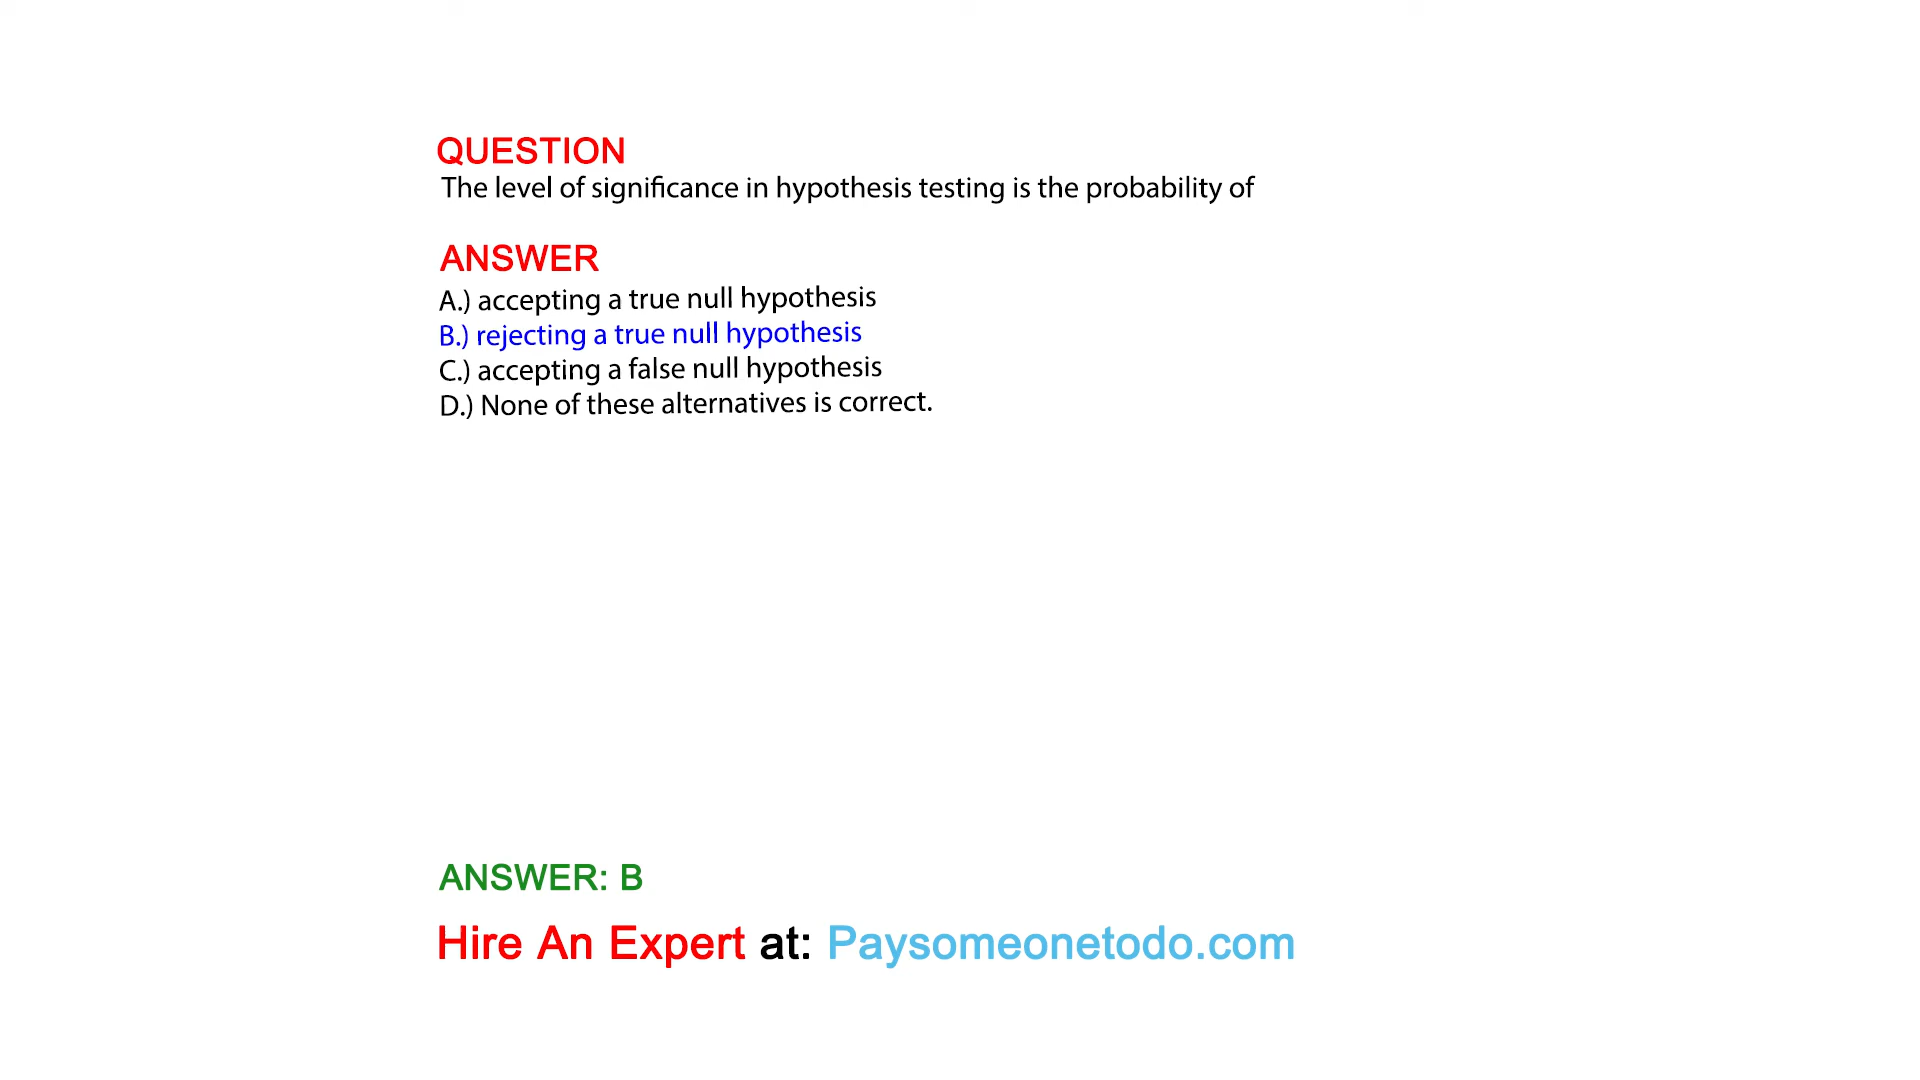 QUESTION
The level of significance in hypothesis testing is the probability of
ANSWER
A.) accepting a true null hypothesis
B.) rejecting a true null hypothesis
C.) accepting a false null hypothesis
D.) None of these alternatives is correct.
ANSWER: B
Hire An Expert at: Paysomeonetodo.com